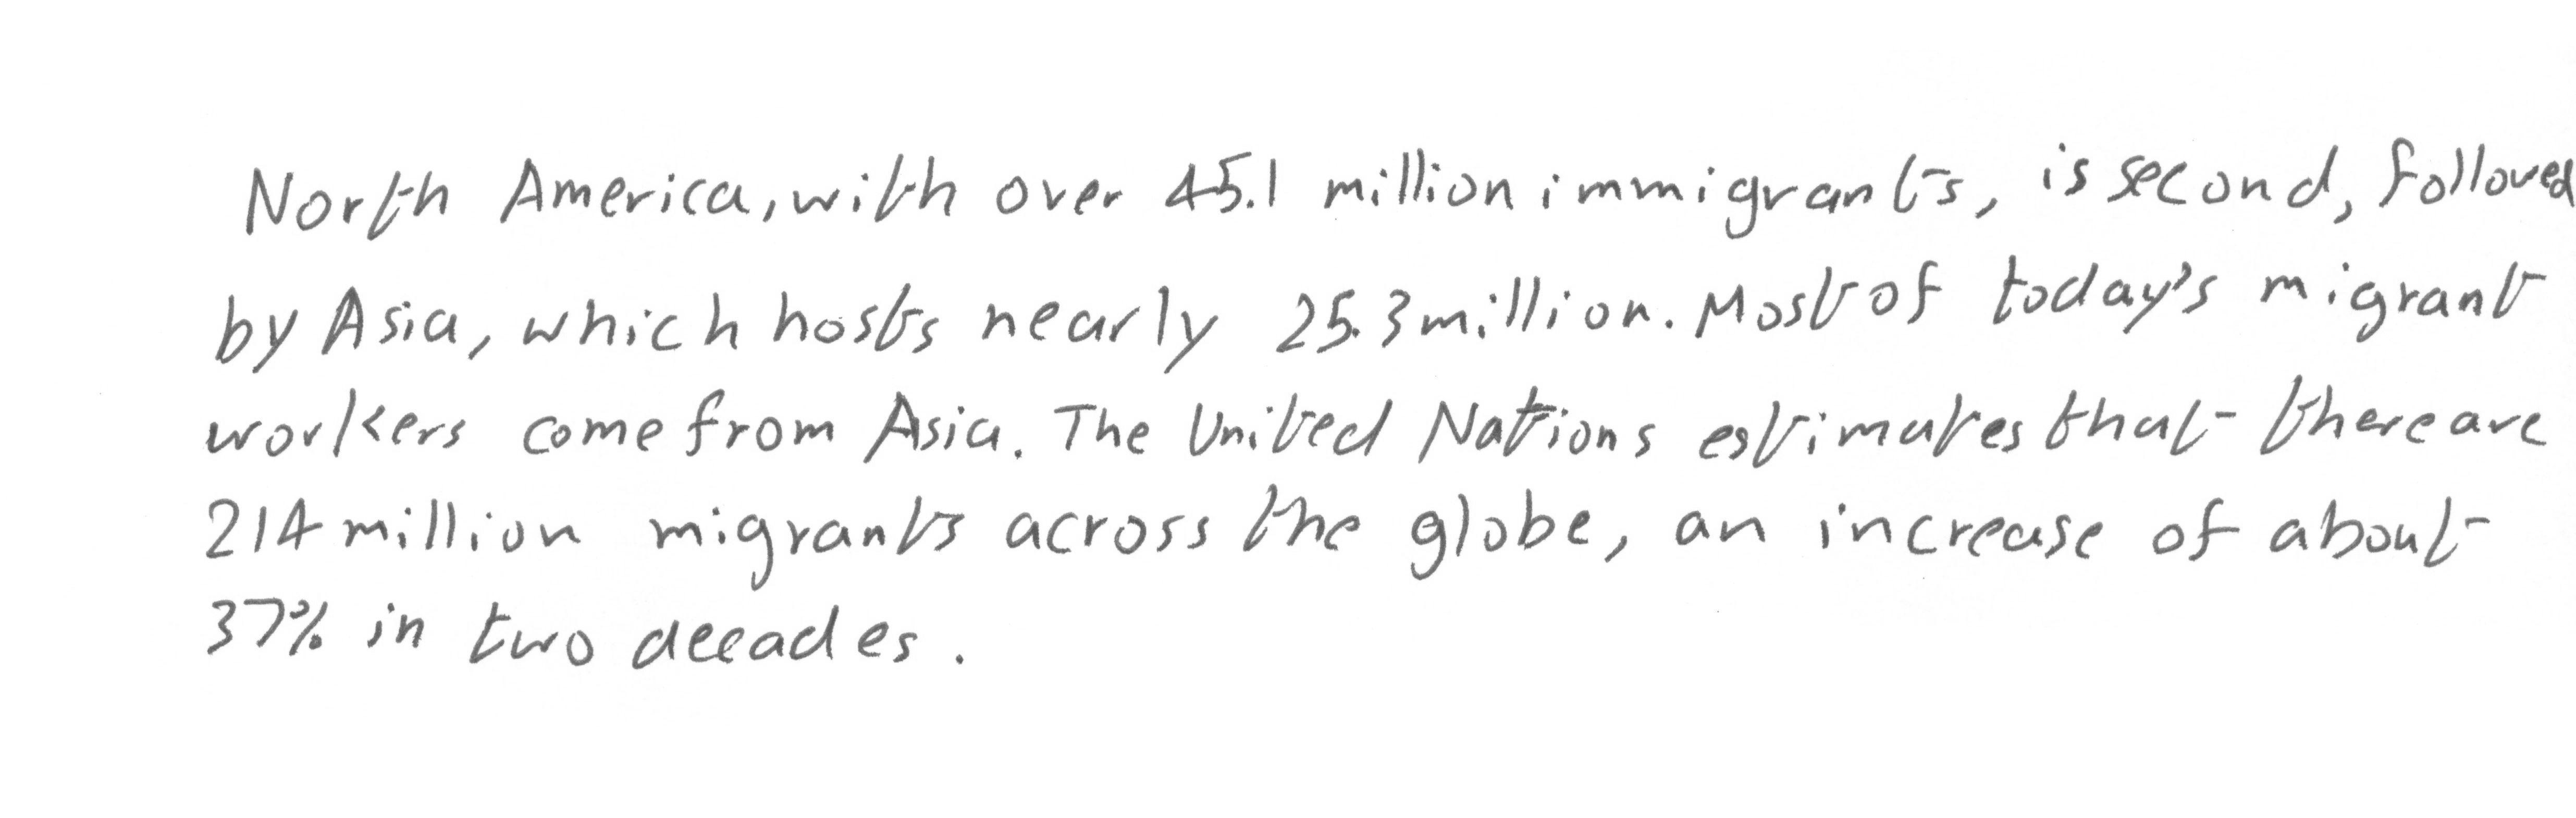 North America, with over 45.1 million immigrants, is second, followed
by Asia, which hosts nearly 25.3 million. Most of today's migrant
workers come from Asia. The United Nations estimates that there are
214 million migrants across the globe, an increase of about
37% in two decades.